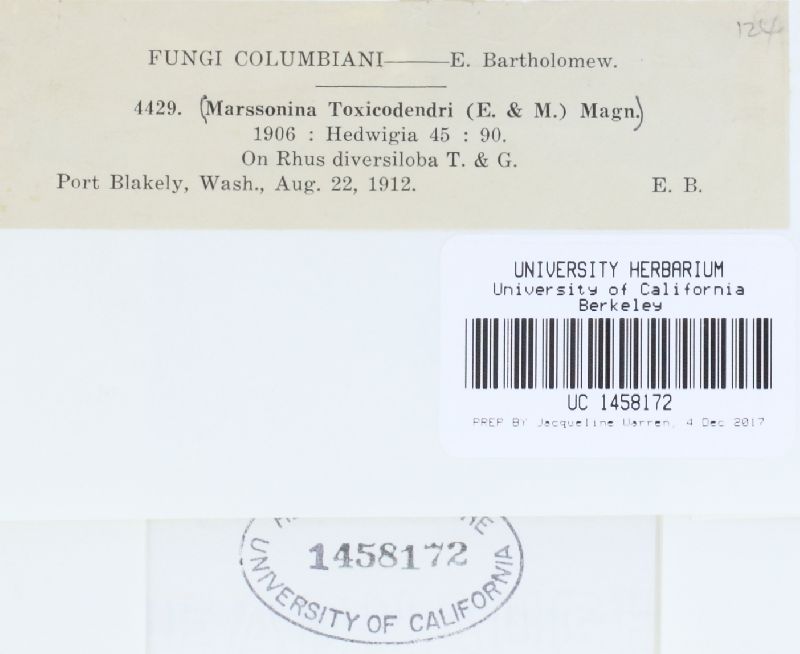 124
FUNGI COLUMBIANI——E. Bartholomew.
4429. (Marssonina Toxicodendri (E. & M.) Magn.)
1906 : Hedwigia 45 : 90.
On Rhus diversiloba T. & G.
Port Blakely, Wash., Aug. 22, 1912. E. B.
UNIVERSITY HERBARIUM
University of California
Berkeley
UC 1458172
PREP BY Jacqueline Warren, 4 Dec 2017
1458172
UNIVERSITY OF CALIFORNIA